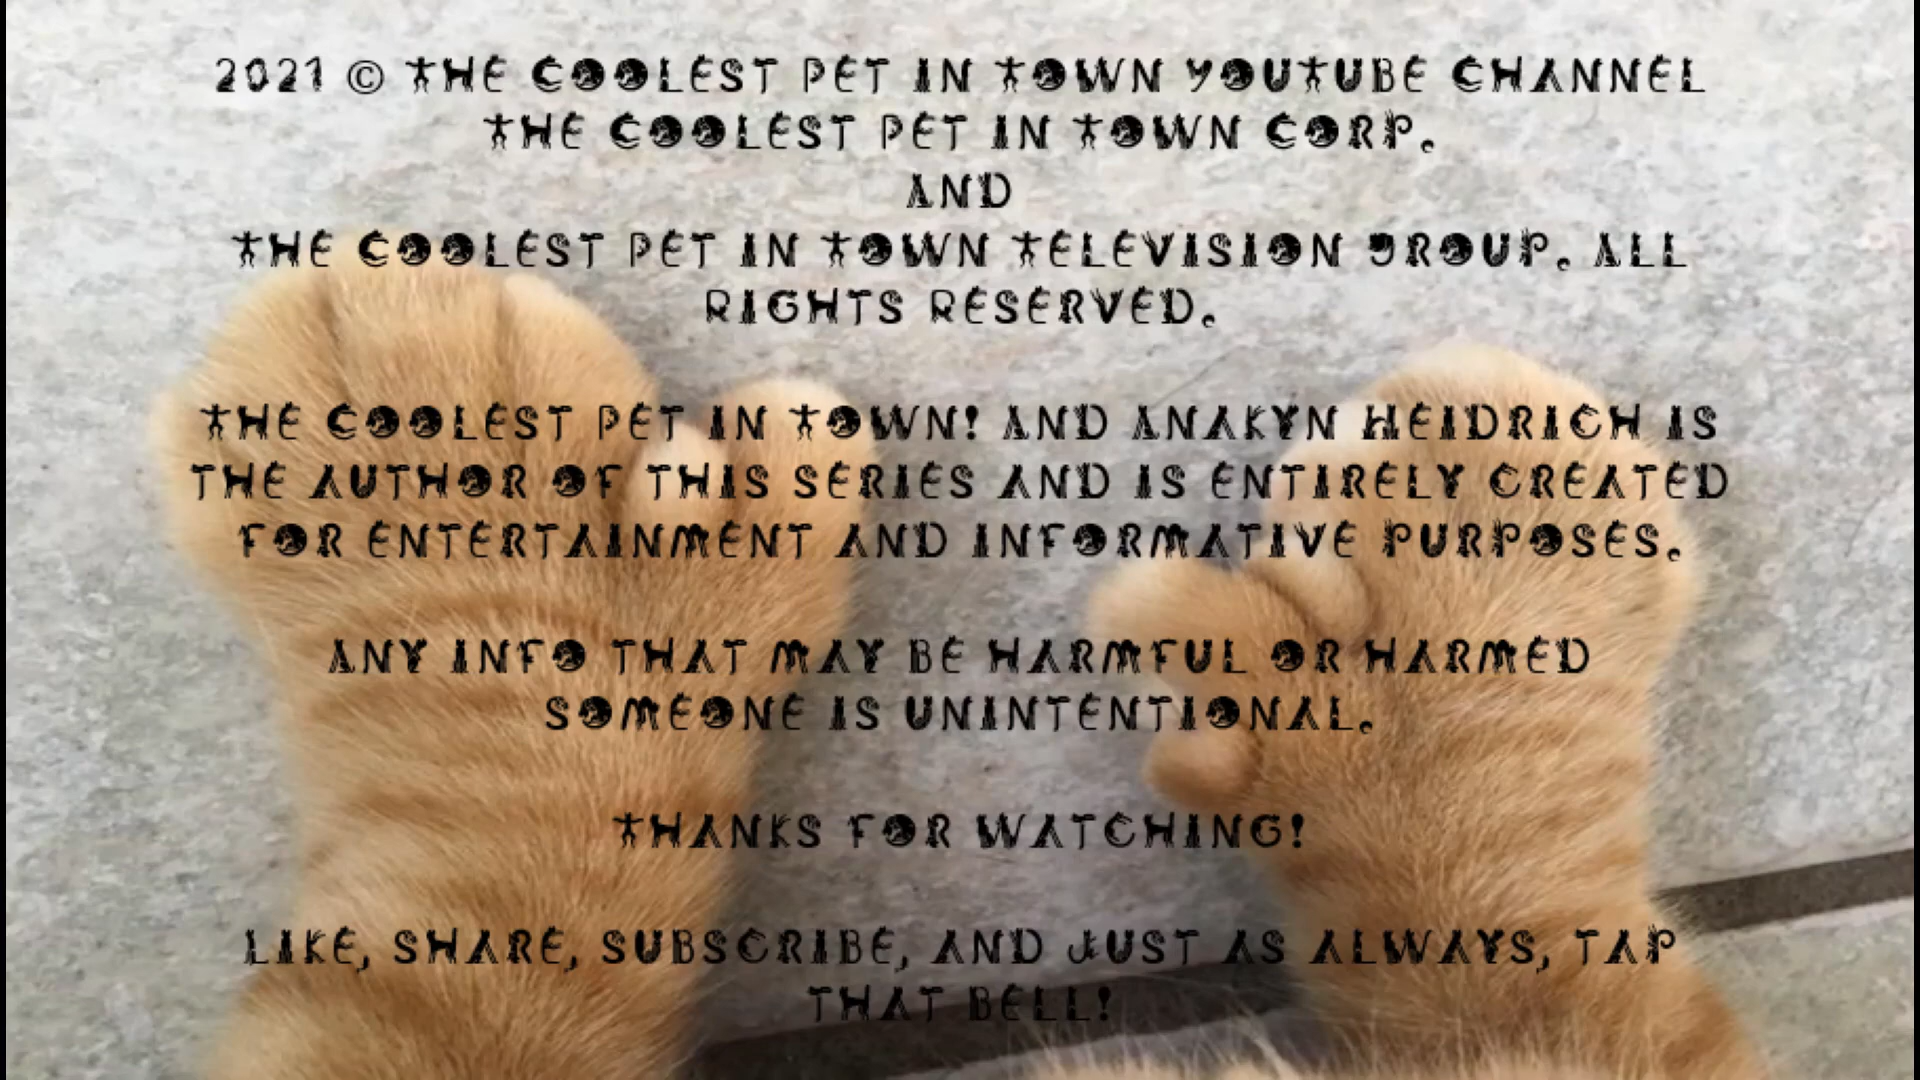 2021 © THE COOLEST PET IN TOWN YOUTUBE CHANNEL
THE COOLEST PET IN TOWN CORP.
AND
THE COOLEST PET IN TOWN TELEVISION GROUP. ALL
RIGHTS RESERVED.
THE COOLEST PET IN TOWN! AND ANAKYN HEIDRICH IS
THE AUTHOR OF THIS SERIES AND IS ENTIRELY CREATED
FOR ENTERTAINMENT AND INFORMATIVE PURPOSES.
ANY INFO THAT MAY BE HARMFUL OR HARMED
SOMEONE IS UNINTENTIONAL.
THANKS FOR WATCHING!
LIKE, SHARE, SUBSCRIBE, AND JUST AS ALWAYS, TAP
THAT BELL!